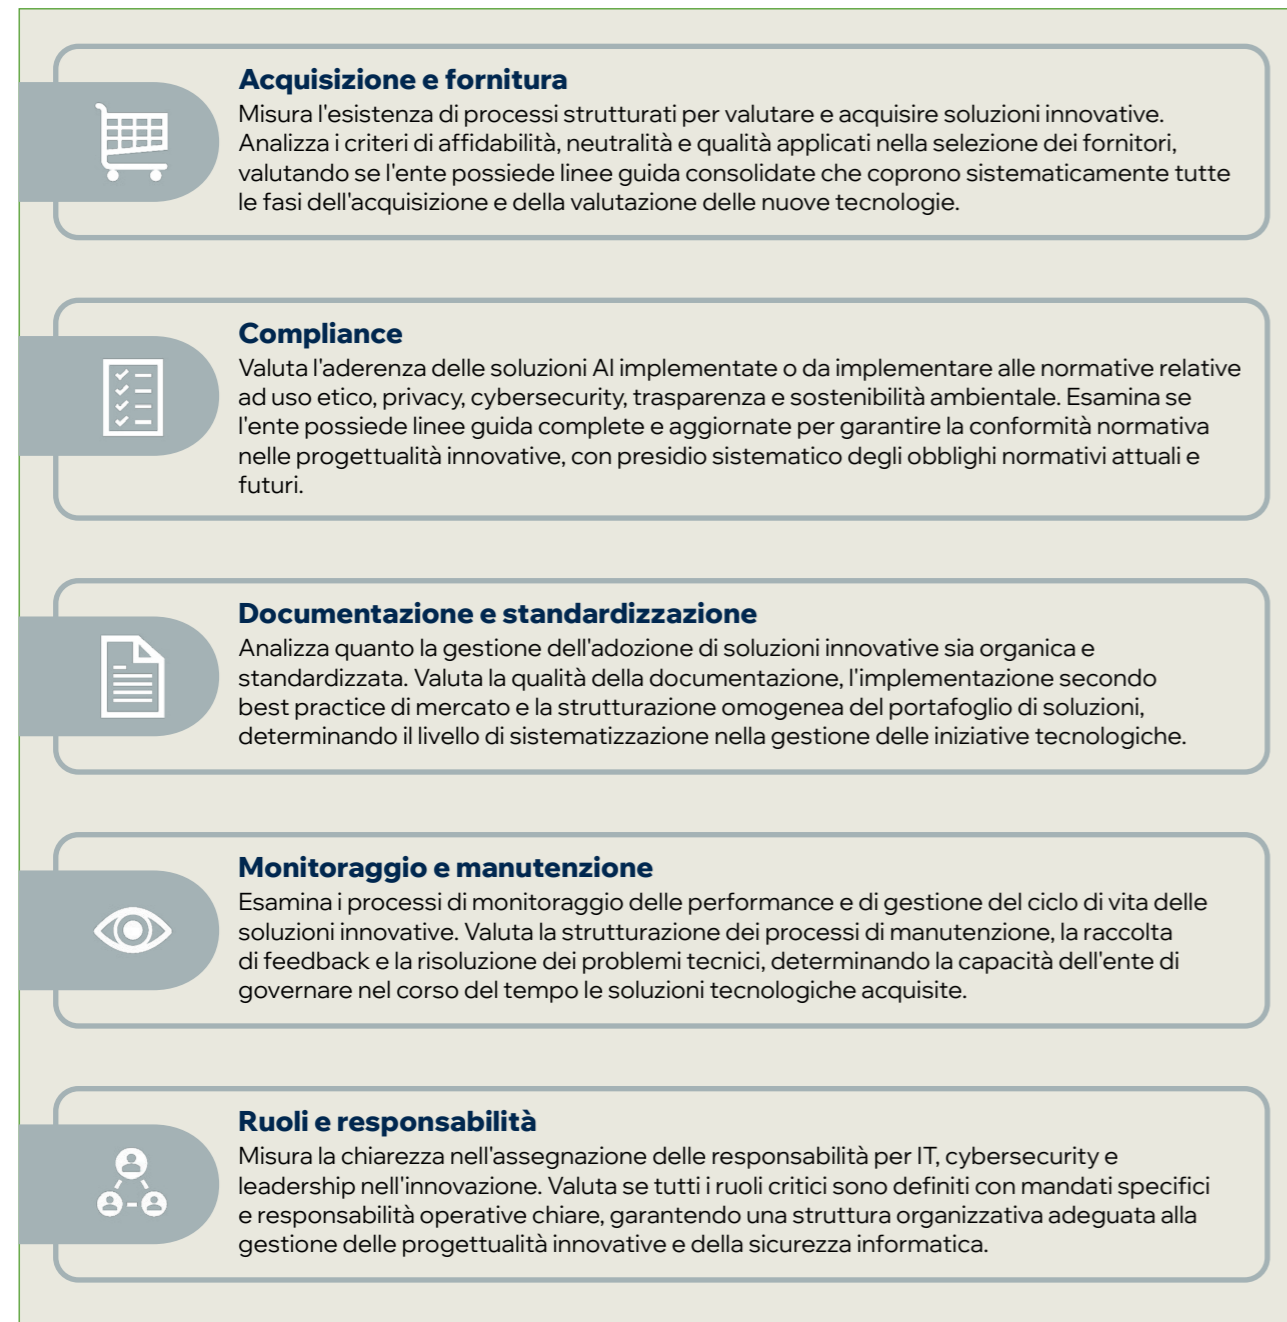 Acquisizione e fornitura
Misura l'esistenza di processi strutturati per valutare e acquisire soluzioni innovative.
Analizza i criteri di affidabilità, neutralità e qualità applicati nella selezione dei fornitori,
valutando se l'ente possiede linee guida consolidate che coprono sistematicamente tutte
le fasi dell'acquisizione e della valutazione delle nuove tecnologie.
Compliance
Valuta l'aderenza delle soluzioni AI implementate o da implementare alle normative relative
ad uso etico, privacy, cybersecurity, trasparenza e sostenibilità ambientale. Esamina se
l'ente possiede linee guida complete e aggiornate per garantire la conformità normativa
nelle progettualità innovative, con presidio sistematico degli obblighi normativi attuali e
futuri.
Documentazione e standardizzazione
Analizza quanto la gestione dell'adozione di soluzioni innovative sia organica e
standardizzata. Valuta la qualità della documentazione, l'implementazione secondo
best practice di mercato e la strutturazione omogenea del portafoglio di soluzioni,
determinando il livello di sistematizzazione nella gestione delle iniziative tecnologiche.
Monitoraggio e manutenzione
Esamina i processi di monitoraggio delle performance e di gestione del ciclo di vita delle
soluzioni innovative. Valuta la strutturazione dei processi di manutenzione, la raccolta
di feedback e la risoluzione dei problemi tecnici, determinando la capacità dell'ente di
governare nel corso del tempo le soluzioni tecnologiche acquisite.
Ruoli e responsabilità
Misura la chiarezza nell'assegnazione delle responsabilità per IT, cybersecurity e
leadership nell'innovazione. Valuta se tutti i ruoli critici sono definiti con mandati specifici
e responsabilità operative chiare, garantendo una struttura organizzativa adeguata alla
gestione delle progettualità innovative e della sicurezza informatica.